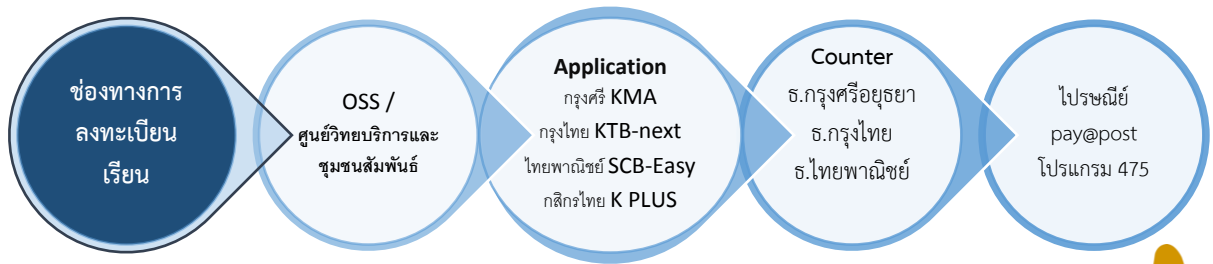 ช่องทางการ
ลงทะเบียน
เรียน
OSS /
ศูนย์วิทยบริการและ
ชุมชนสัมพันธ์
Application
กรุงศรี KMA
กรุงไทย KTB-next
ไทยพาณิชย์ SCB-Easy
กสิกรไทย K PLUS
Counter
ธ.กรุงศรีอยุธยา
ธ.กรุงไทย
ธ.ไทยพาณิชย์
ไปรษณีย์
pay@post
โปรแกรม 475